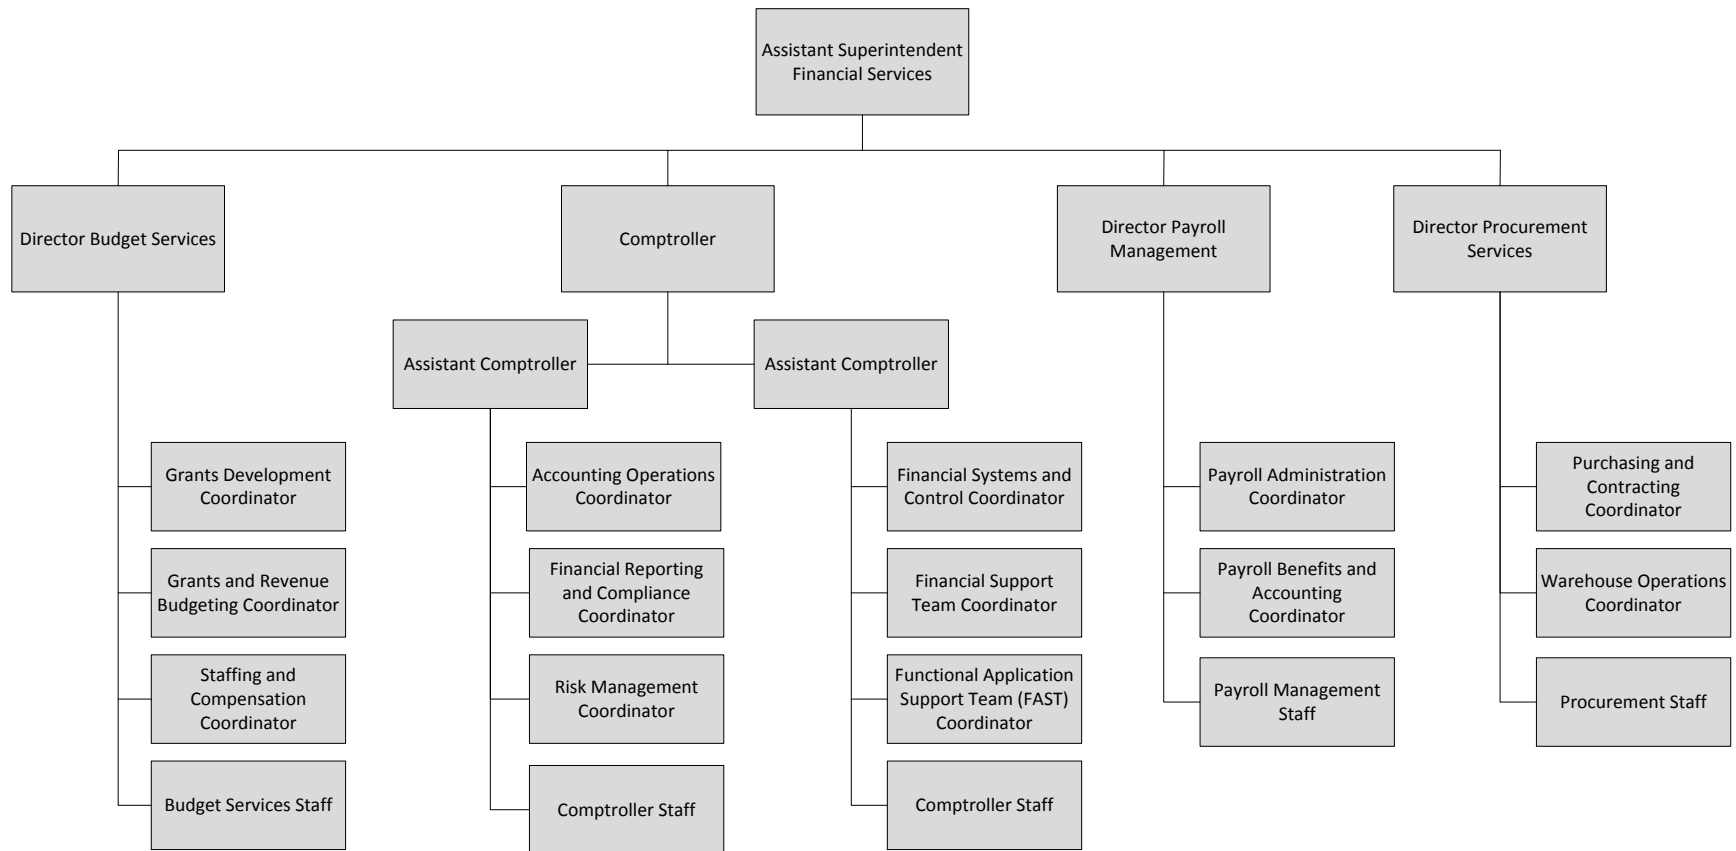 Assistant Superintendent
Financial Services
Director Budget Services
Comptroller
Director Payroll
Management
Director Procurement
Services
Assistant Comptroller
Assistant Comptroller
Grants Development
Coordinator
Grants and Revenue
Budgeting Coordinator
Staffing and
Compensation
Coordinator
Budget Services Staff
Accounting Operations
Coordinator
Financial Reporting
and Compliance
Coordinator
Risk Management
Coordinator
Comptroller Staff
Financial Systems and
Control Coordinator
Financial Support
Team Coordinator
Functional Application
Support Team (FAST)
Coordinator
Comptroller Staff
Payroll Administration
Coordinator
Payroll Benefits and
Accounting
Coordinator
Payroll Management
Staff
Purchasing and
Contracting
Coordinator
Warehouse Operations
Coordinator
Procurement Staff